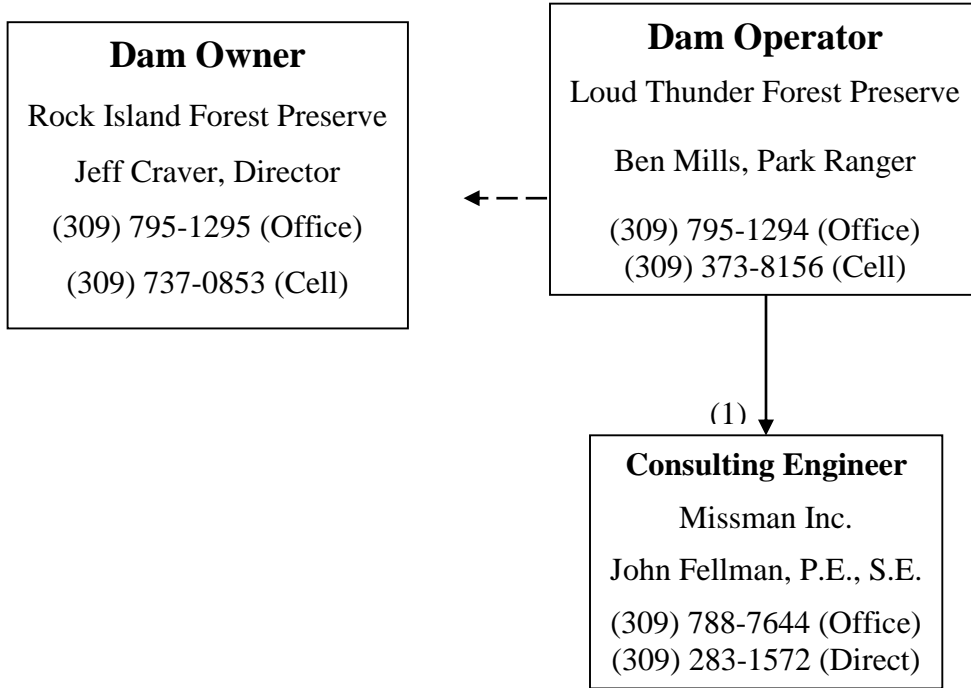 Dam Owner
Rock Island Forest Preserve
Jeff Craver, Director
(309) 795-1295 (Office)
(309) 737-0853 (Cell)
Dam Operator
Loud Thunder Forest Preserve
Ben Mills, Park Ranger
(309) 795-1294 (Office)
(309) 373-8156 (Cell)
(1)
Consulting Engineer
Missman Inc.
John Fellman, P.E., S.E.
(309) 788-7644 (Office)
(309) 283-1572 (Direct)